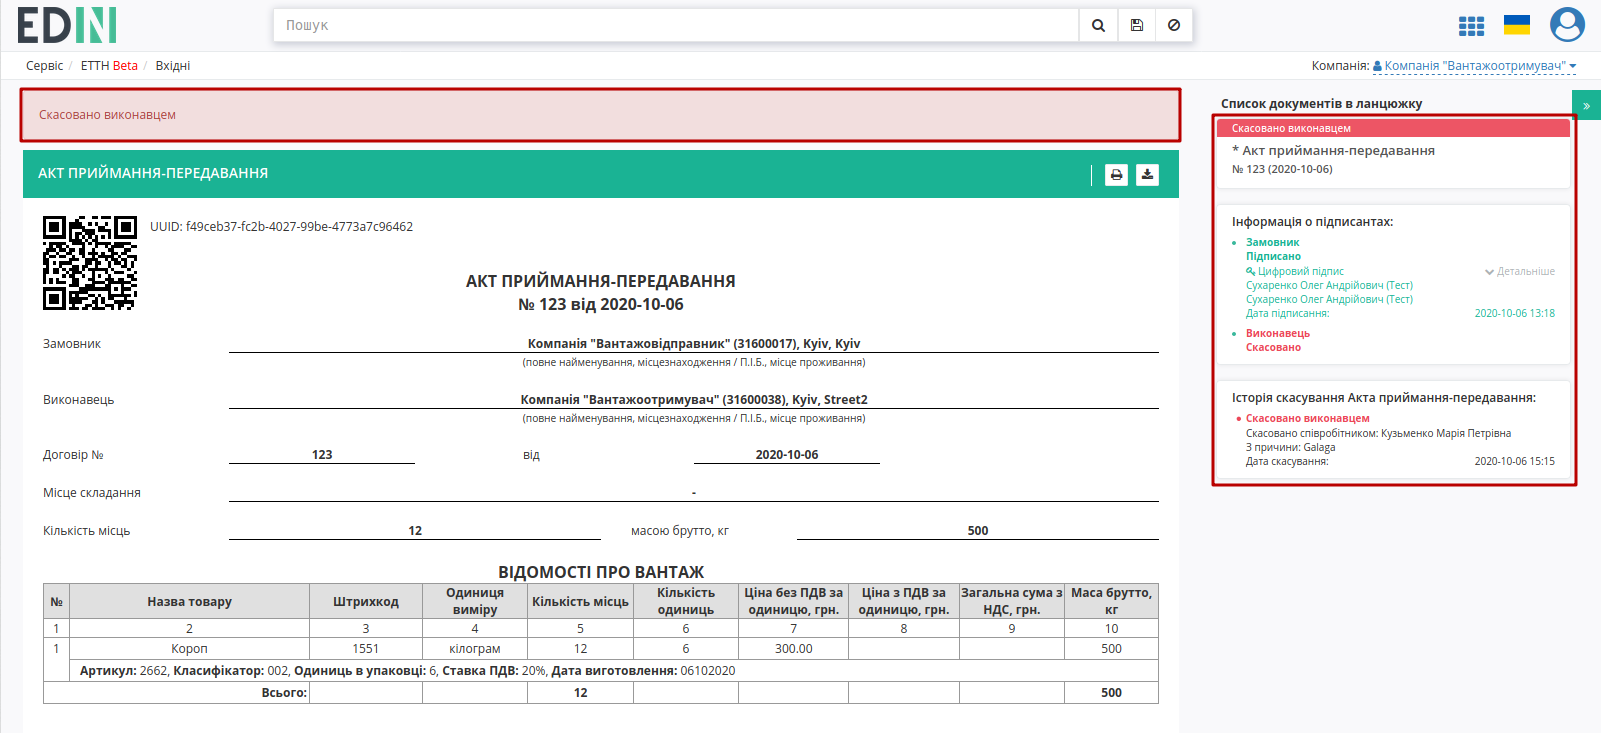 EDIN
Пошук
Сервіс / ЕТТН Beta / Вхідні
Компанія: Компанія "Вантажоотримувач"
Скасовано виконавцем
АКТ ПРИЙМАННЯ-ПЕРЕДАВАННЯ
UUID: f49ceb37-fc2b-4027-99be-4773a7c96462
АКТ ПРИЙМАННЯ-ПЕРЕДАВАННЯ
№ 123 від 2020-10-06
Замовник Компанія "Вантажовідправник" (31600017), Kyiv, Kyiv
(повне найменування, місцезнаходження / П.І.Б., місце проживання)
Виконавець Компанія "Вантажоотримувач" (31600038), Kyiv, Street2
(повне найменування, місцезнаходження / П.І.Б., місце проживання)
Договір № 123 від 2020-10-06
Місце складання -
Кількість місць 12 масою брутто, кг 500
ВІДОМОСТІ ПРО ВАНТАЖ
№ Назва товару Штрихкод Одиниця виміру Кількість місць Кількість одиниць Ціна без ПДВ за одиницю, грн. Ціна з ПДВ за одиницю, грн. Загальна сума з НДС, грн. Маса брутто, кг
1 2 3 4 5 6 7 8 9 10
1 Короп 1551 кілограм 12 6 300.00 500
Артикул: 2662, Класифікатор: 002, Одиниць в упаковці: 6, Ставка ПДВ: 20%, Дата виготовлення: 06102020
Всього: 12 500
Список документів в ланцюжку
»
Скасовано виконавцем
* Акт приймання-передавання
№ 123 (2020-10-06)
Інформація о підписантах:
Замовник
Підписано
Цифровий підпис Детальніше
Сухаренко Олег Андрійович (Тест)
Сухаренко Олег Андрійович (Тест)
Дата підписання: 2020-10-06 13:18
Виконавець
Скасовано
Історія скасування Акта приймання-передавання:
Скасовано виконавцем
Скасовано співробітником: Кузьменко Марія Петрівна
З причини: Galaga
Дата скасування: 2020-10-06 15:15